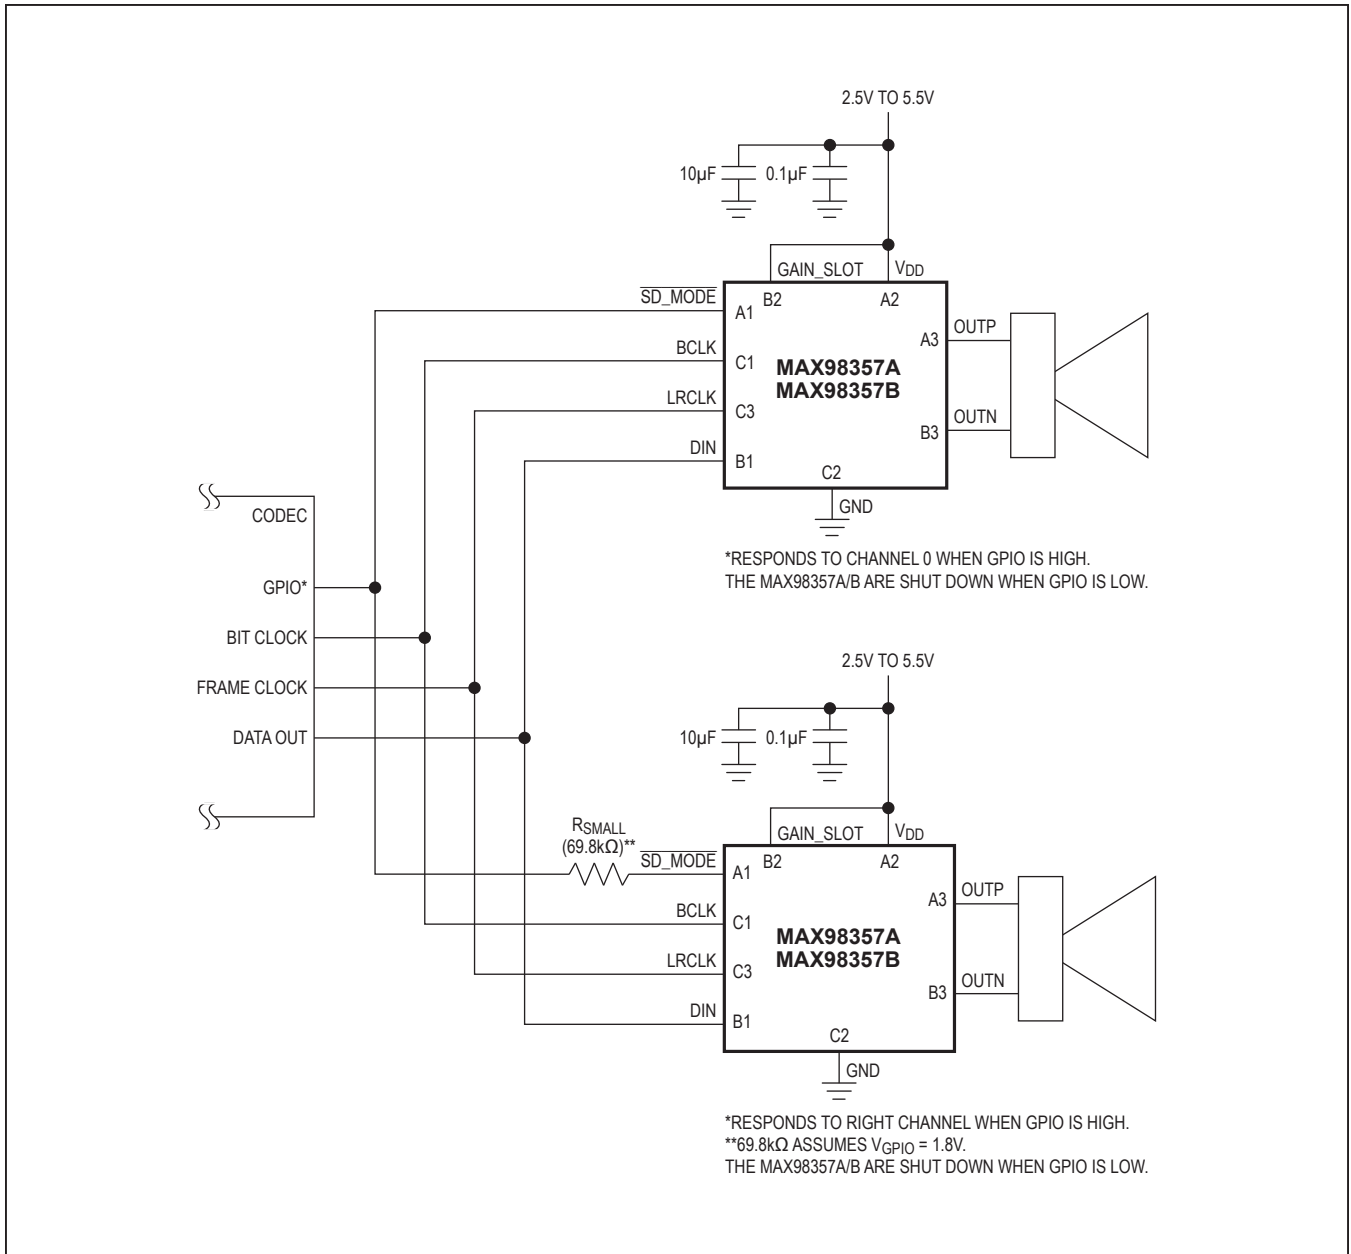 2.5V TO 5.5V
10µF
0.1µF
GAIN_SLOT
VDD
SD_MODE
B2
A2
A1
OUTP
A3
BCLK
C1
MAX98357A
MAX98357B
LRCLK
C3
OUTN
B3
DIN
B1
C2
GND
*RESPONDS TO CHANNEL 0 WHEN GPIO IS HIGH.
THE MAX98357A/B ARE SHUT DOWN WHEN GPIO IS LOW.
CODEC
GPIO*
BIT CLOCK
FRAME CLOCK
DATA OUT
2.5V TO 5.5V
10µF
0.1µF
RSMALL
(69.8kΩ)**
GAIN_SLOT
VDD
SD_MODE
B2
A2
A1
OUTP
A3
BCLK
C1
MAX98357A
MAX98357B
LRCLK
C3
OUTN
B3
DIN
B1
C2
GND
*RESPONDS TO RIGHT CHANNEL WHEN GPIO IS HIGH.
**69.8kΩ ASSUMES VGPIO = 1.8V.
THE MAX98357A/B ARE SHUT DOWN WHEN GPIO IS LOW.